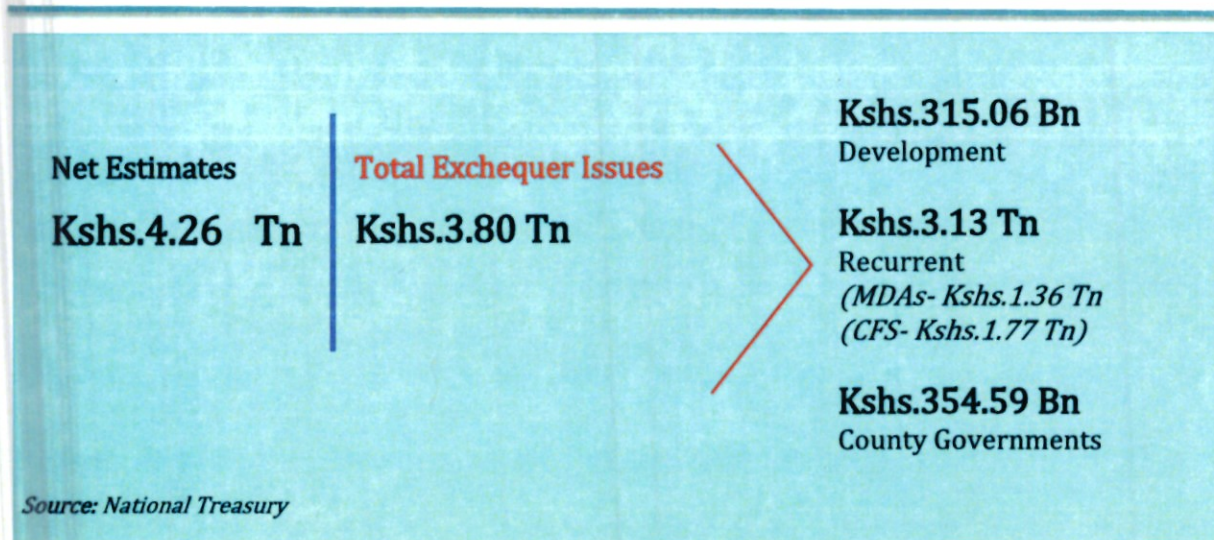 Net Estimates
Kshs.4.26 Tn
Total Exchequer Issues
Kshs.3.80 Tn
Kshs.315.06 Bn
Development
Kshs.3.13 Tn
Recurrent
(MDAs- Kshs.1.36 Tn
(CFS- Kshs.1.77 Tn)
Kshs.354.59 Bn
County Governments
Source: National Treasury